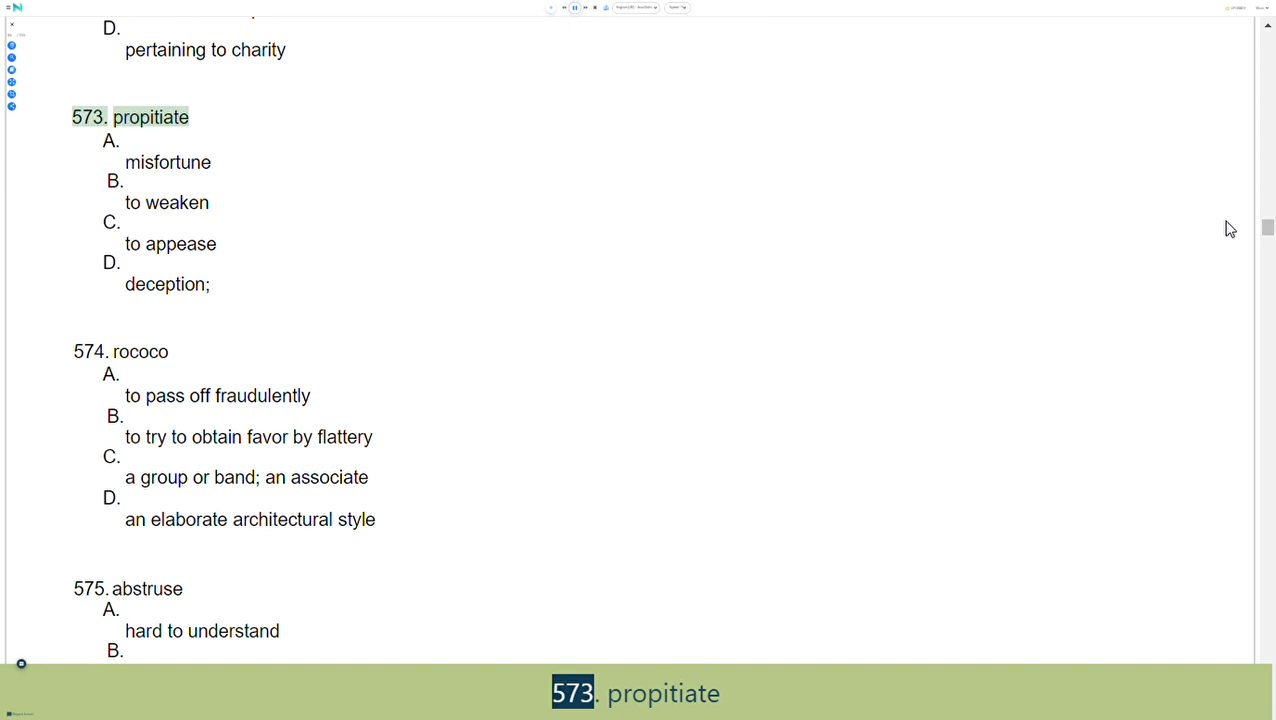 D.
pertaining to charity
573. propitiate
A.
misfortune
B.
to weaken
C.
to appease
D.
deception;
574. rococo
A.
to pass off fraudulently
B.
to try to obtain favor by flattery
C.
a group or band; an associate
D.
an elaborate architectural style
575. abstruse
A.
hard to understand
B.
573. propitiate